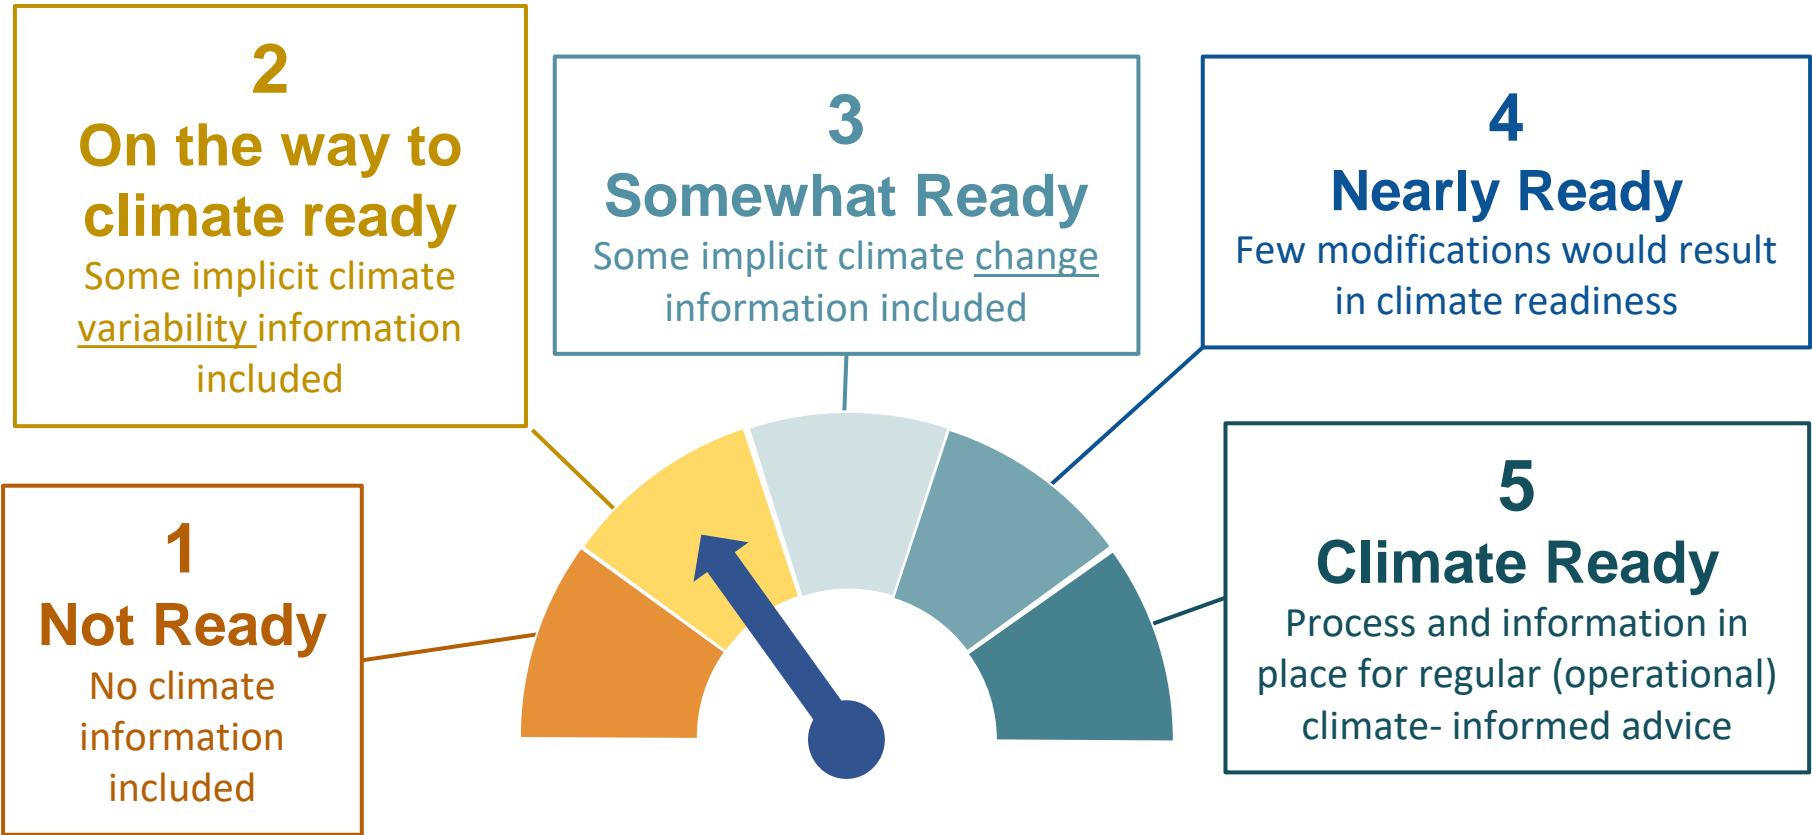 1
Not Ready
No climate
information
included
2
On the way to
climate ready
Some implicit climate
variability information
included
3
Somewhat Ready
Some implicit climate change
information included
4
Nearly Ready
Few modifications would result
in climate readiness
5
Climate Ready
Process and information in
place for regular (operational)
climate- informed advice